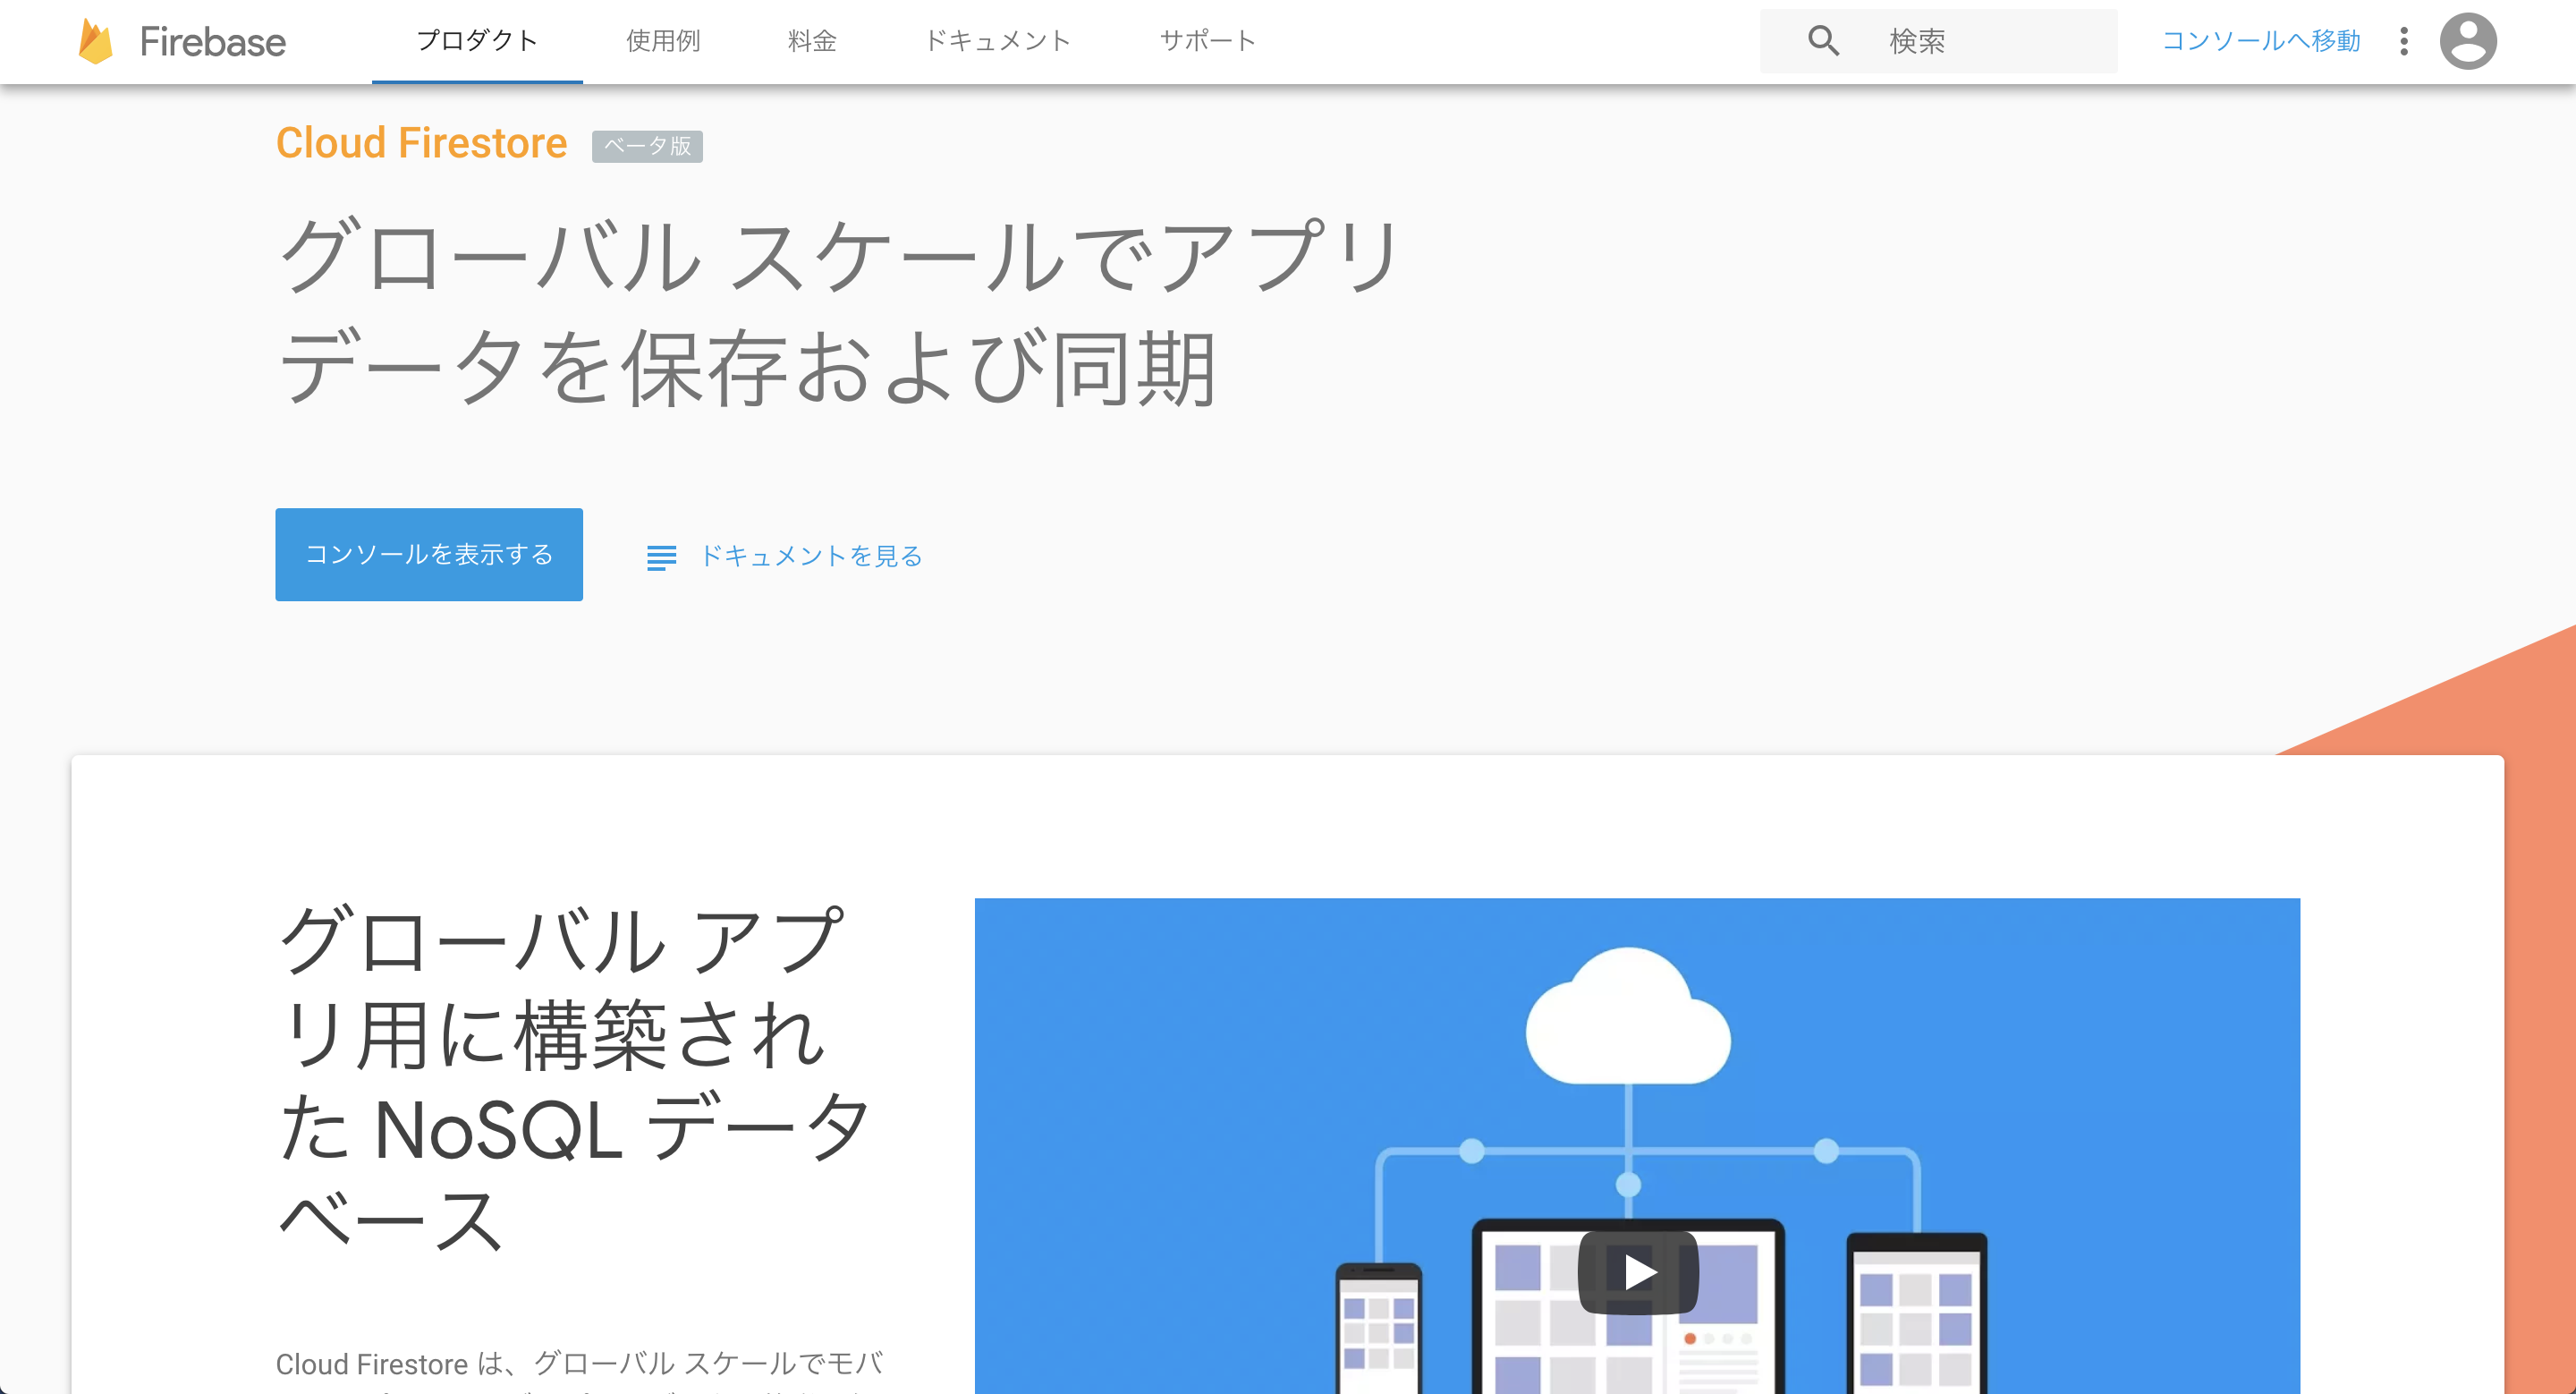 Firebase
プロダクト
使用例
料金
ドキュメント
サポート
検索
コンソールへ移動
Cloud Firestore
ベータ版
グローバル スケールでアプリ
データを保存および同期
コンソールを表示する
ドキュメントを見る
グローバル アプ
リ用に構築され
た NoSQL データ
ベース
Cloud Firestore は、グローバル スケールでモバ